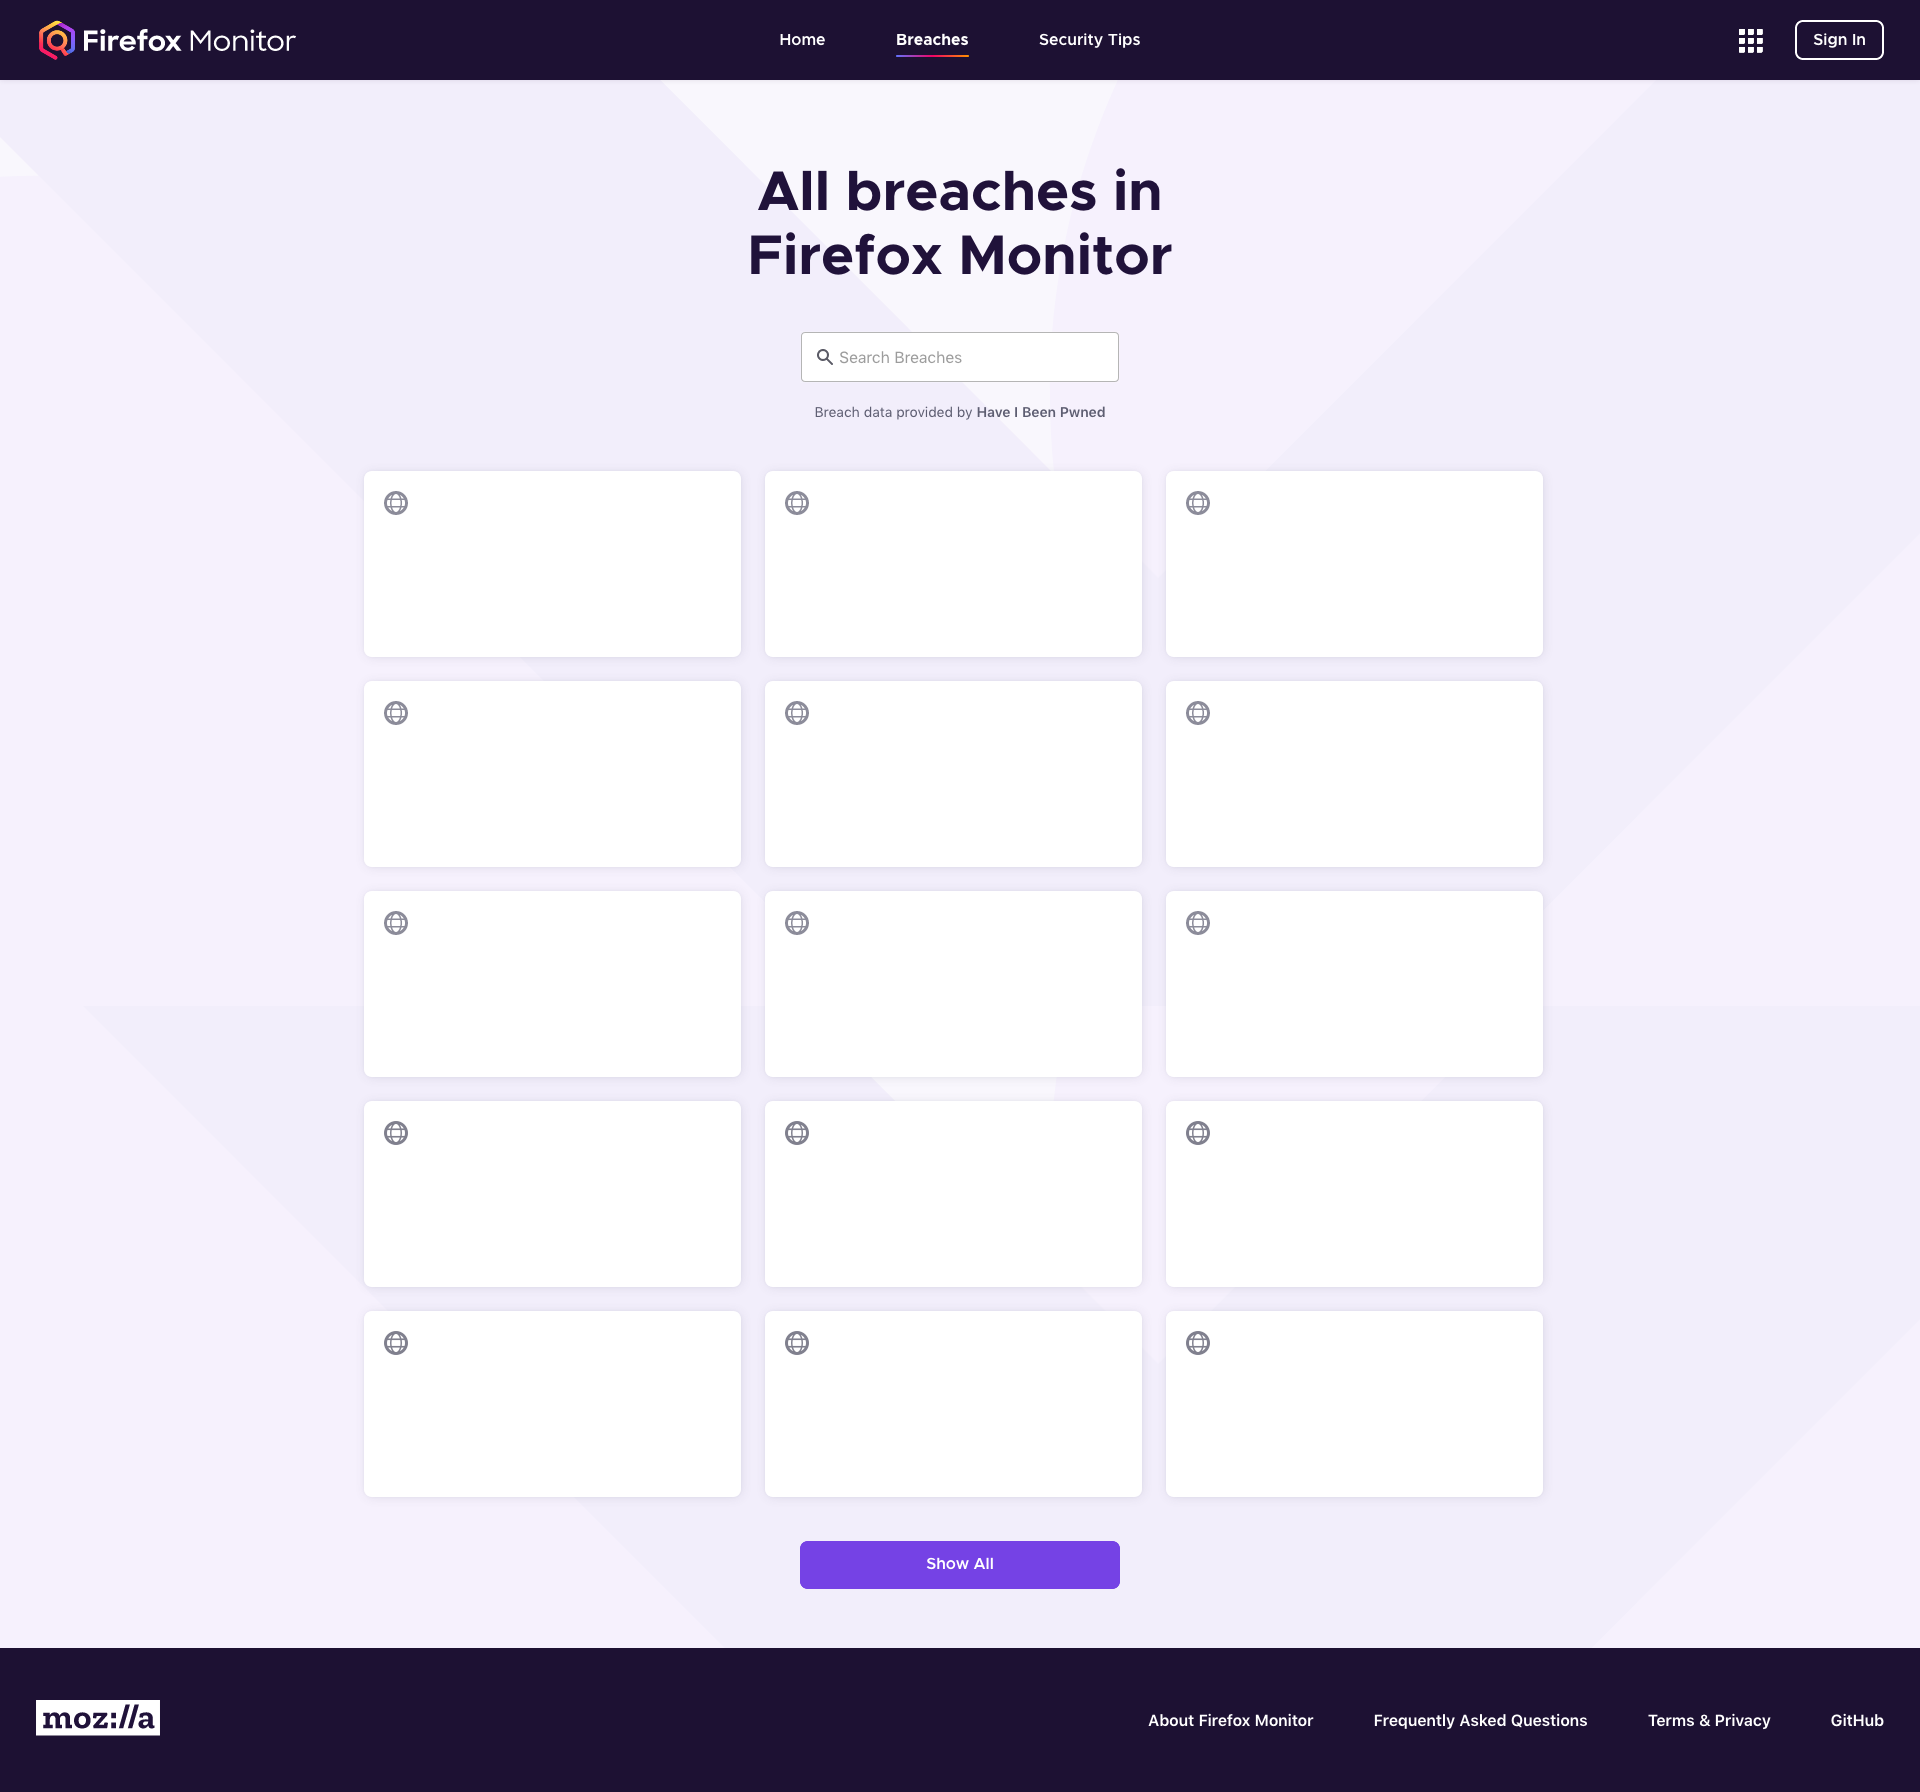 Firefox Monitor
Home
Breaches
Security Tips
Sign In
All breaches in
Firefox Monitor
Search Breaches
Breach data provided by Have I Been Pwned
Show All
moz://a
About Firefox Monitor
Frequently Asked Questions
Terms & Privacy
GitHub